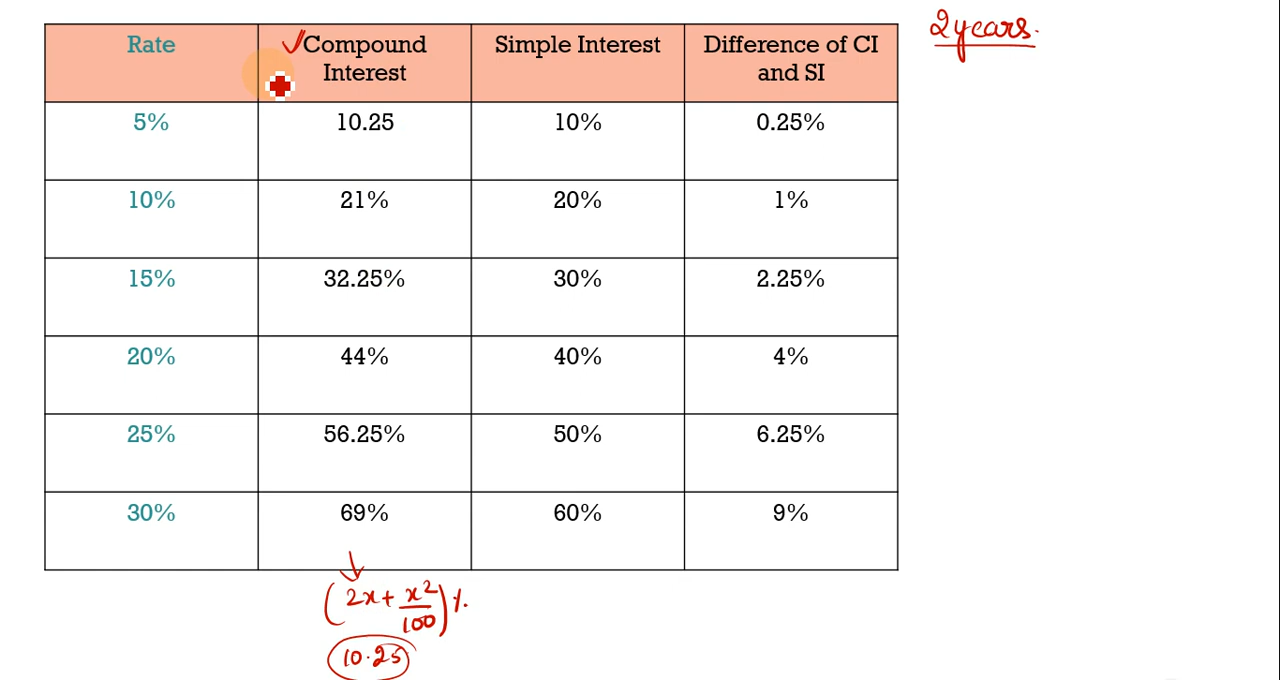 Rate ✓Compound Interest Simple Interest Difference of CI and SI
5% 10.25 10% 0.25%
10% 21% 20% 1%
15% 32.25% 30% 2.25%
20% 44% 40% 4%
25% 56.25% 50% 6.25%
30% 69% 60% 9%
2 years.
(2x + x²/100) %.
10.25